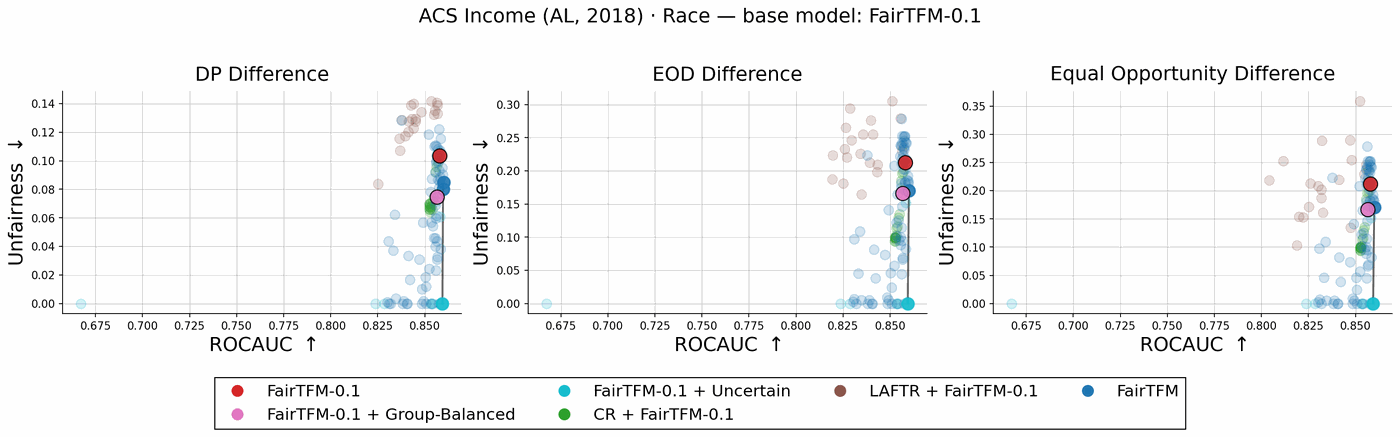 ACS Income (AL, 2018) · Race — base model: FairTFM-0.1
DP Difference
EOD Difference
Equal Opportunity Difference
Unfairness ↓
0.14
0.12
0.10
0.08
0.06
0.04
0.02
0.00
0.675 0.700 0.725 0.750 0.775 0.800 0.825 0.850
ROCAUC ↑
Unfairness ↓
0.30
0.25
0.20
0.15
0.10
0.05
0.00
0.675 0.700 0.725 0.750 0.775 0.800 0.825 0.850
ROCAUC ↑
Unfairness ↓
0.35
0.30
0.25
0.20
0.15
0.10
0.05
0.00
0.675 0.700 0.725 0.750 0.775 0.800 0.825 0.850
ROCAUC ↑
FairTFM-0.1 FairTFM-0.1 + Uncertain LAFTR + FairTFM-0.1 FairTFM
FairTFM-0.1 + Group-Balanced CR + FairTFM-0.1